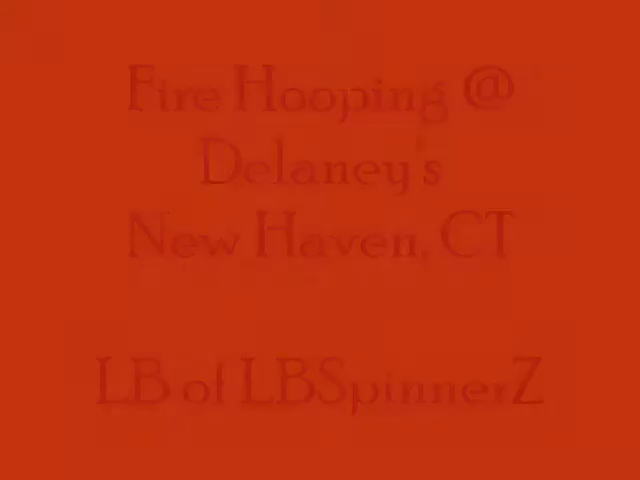 Fire Hooping @
Delaney's
New Haven, CT
LB of LBSpinnerZ